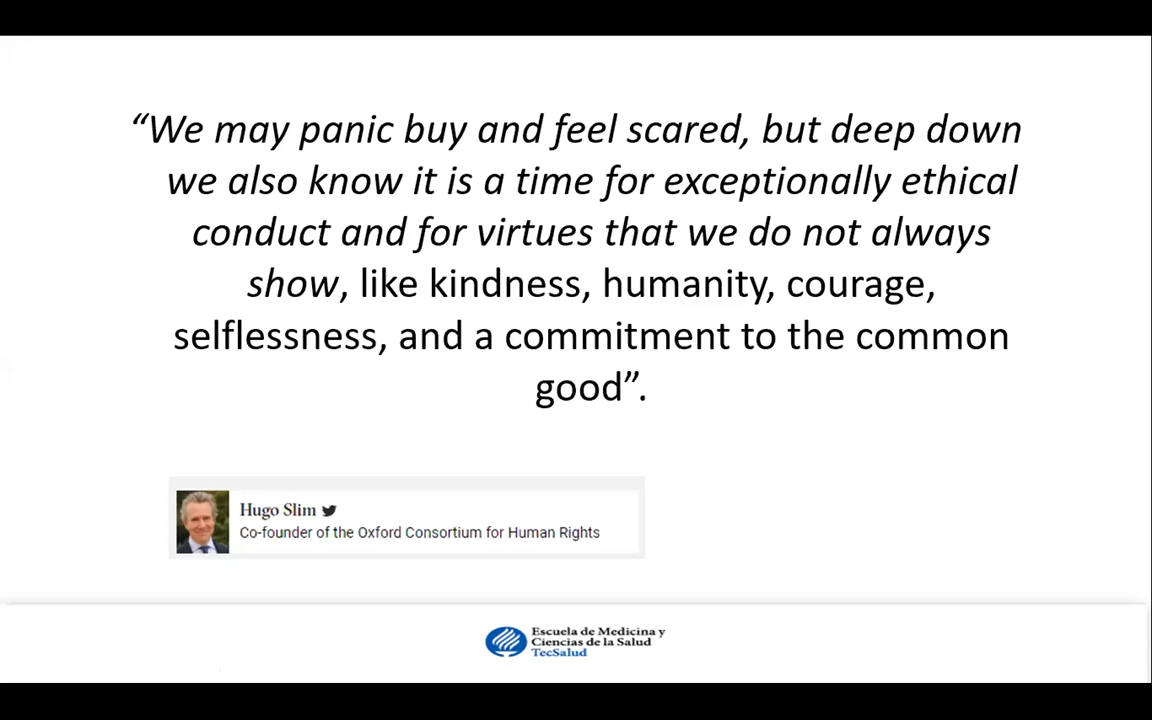 “We may panic buy and feel scared, but deep down
we also know it is a time for exceptionally ethical
conduct and for virtues that we do not always
show, like kindness, humanity, courage,
selflessness, and a commitment to the common
good”.
Hugo Slim
Co-founder of the Oxford Consortium for Human Rights
Escuela de Medicina y
Ciencias de la Salud
TecSalud